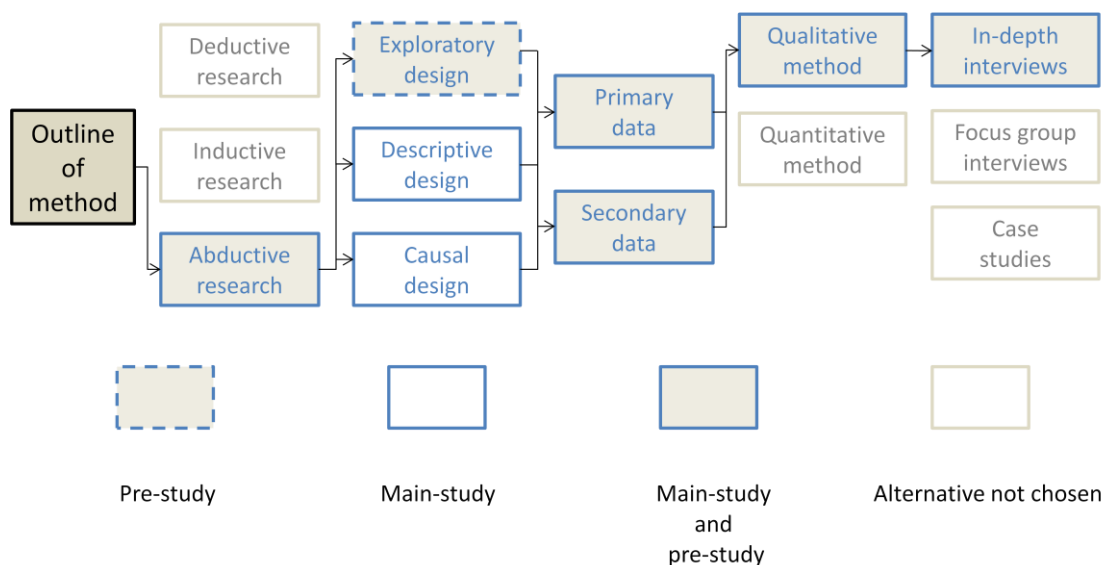 Outline
of
method
Deductive
research
Inductive
research
Abductive
research
Exploratory
design
Descriptive
design
Causal
design
Primary
data
Secondary
data
Qualitative
method
Quantitative
method
In-depth
interviews
Focus group
interviews
Case
studies
Pre-study
Main-study
Main-study
and
pre-study
Alternative not chosen